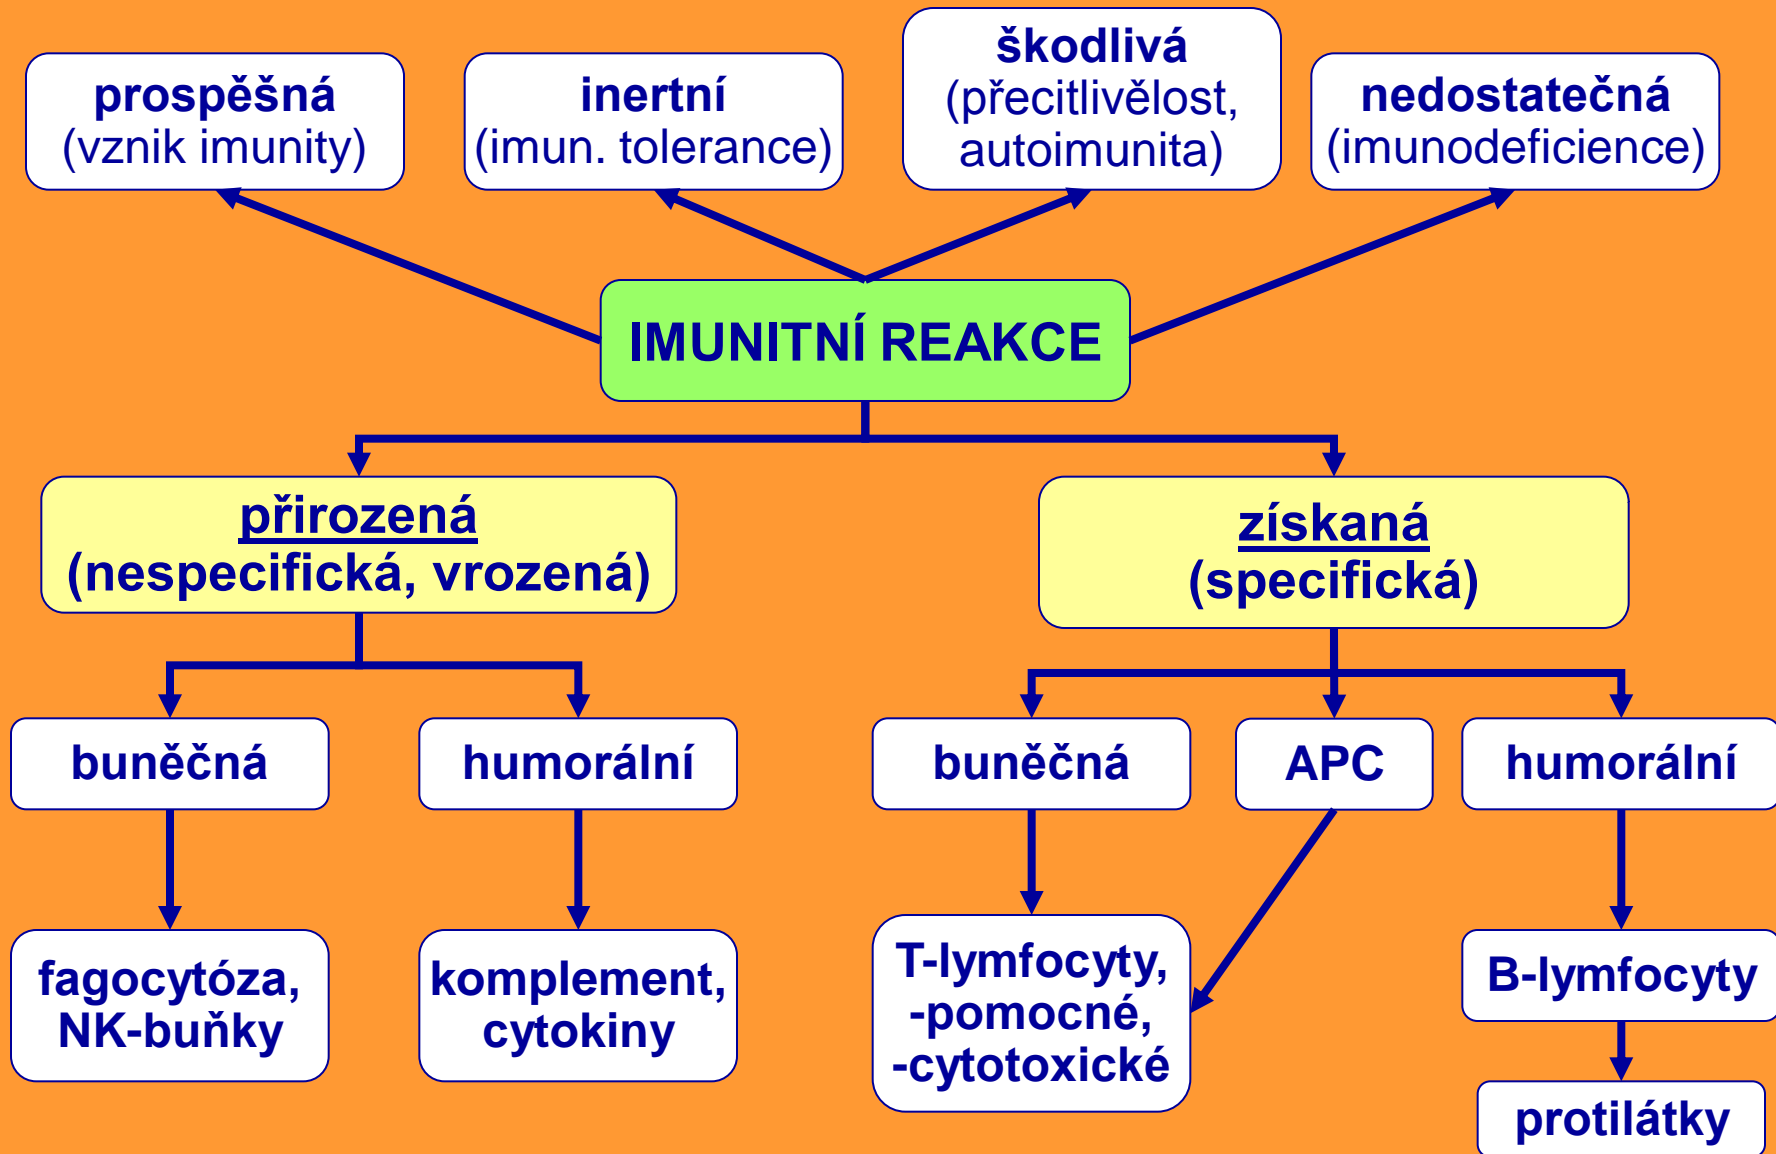 prospěšná
(vznik imunity)
inertní
(imun. tolerance)
škodlivá
(přecitlivělost,
autoimunita)
nedostatečná
(imunodeficience)
IMUNITNÍ REAKCE
přirozená
(nespecifická, vrozená)
získaná
(specifická)
buněčná
humorální
buněčná
APC
humorální
fagocytóza,
NK-buňky
komplement,
cytokiny
T-lymfocyty,
-pomocné,
-cytotoxické
B-lymfocyty
protilátky